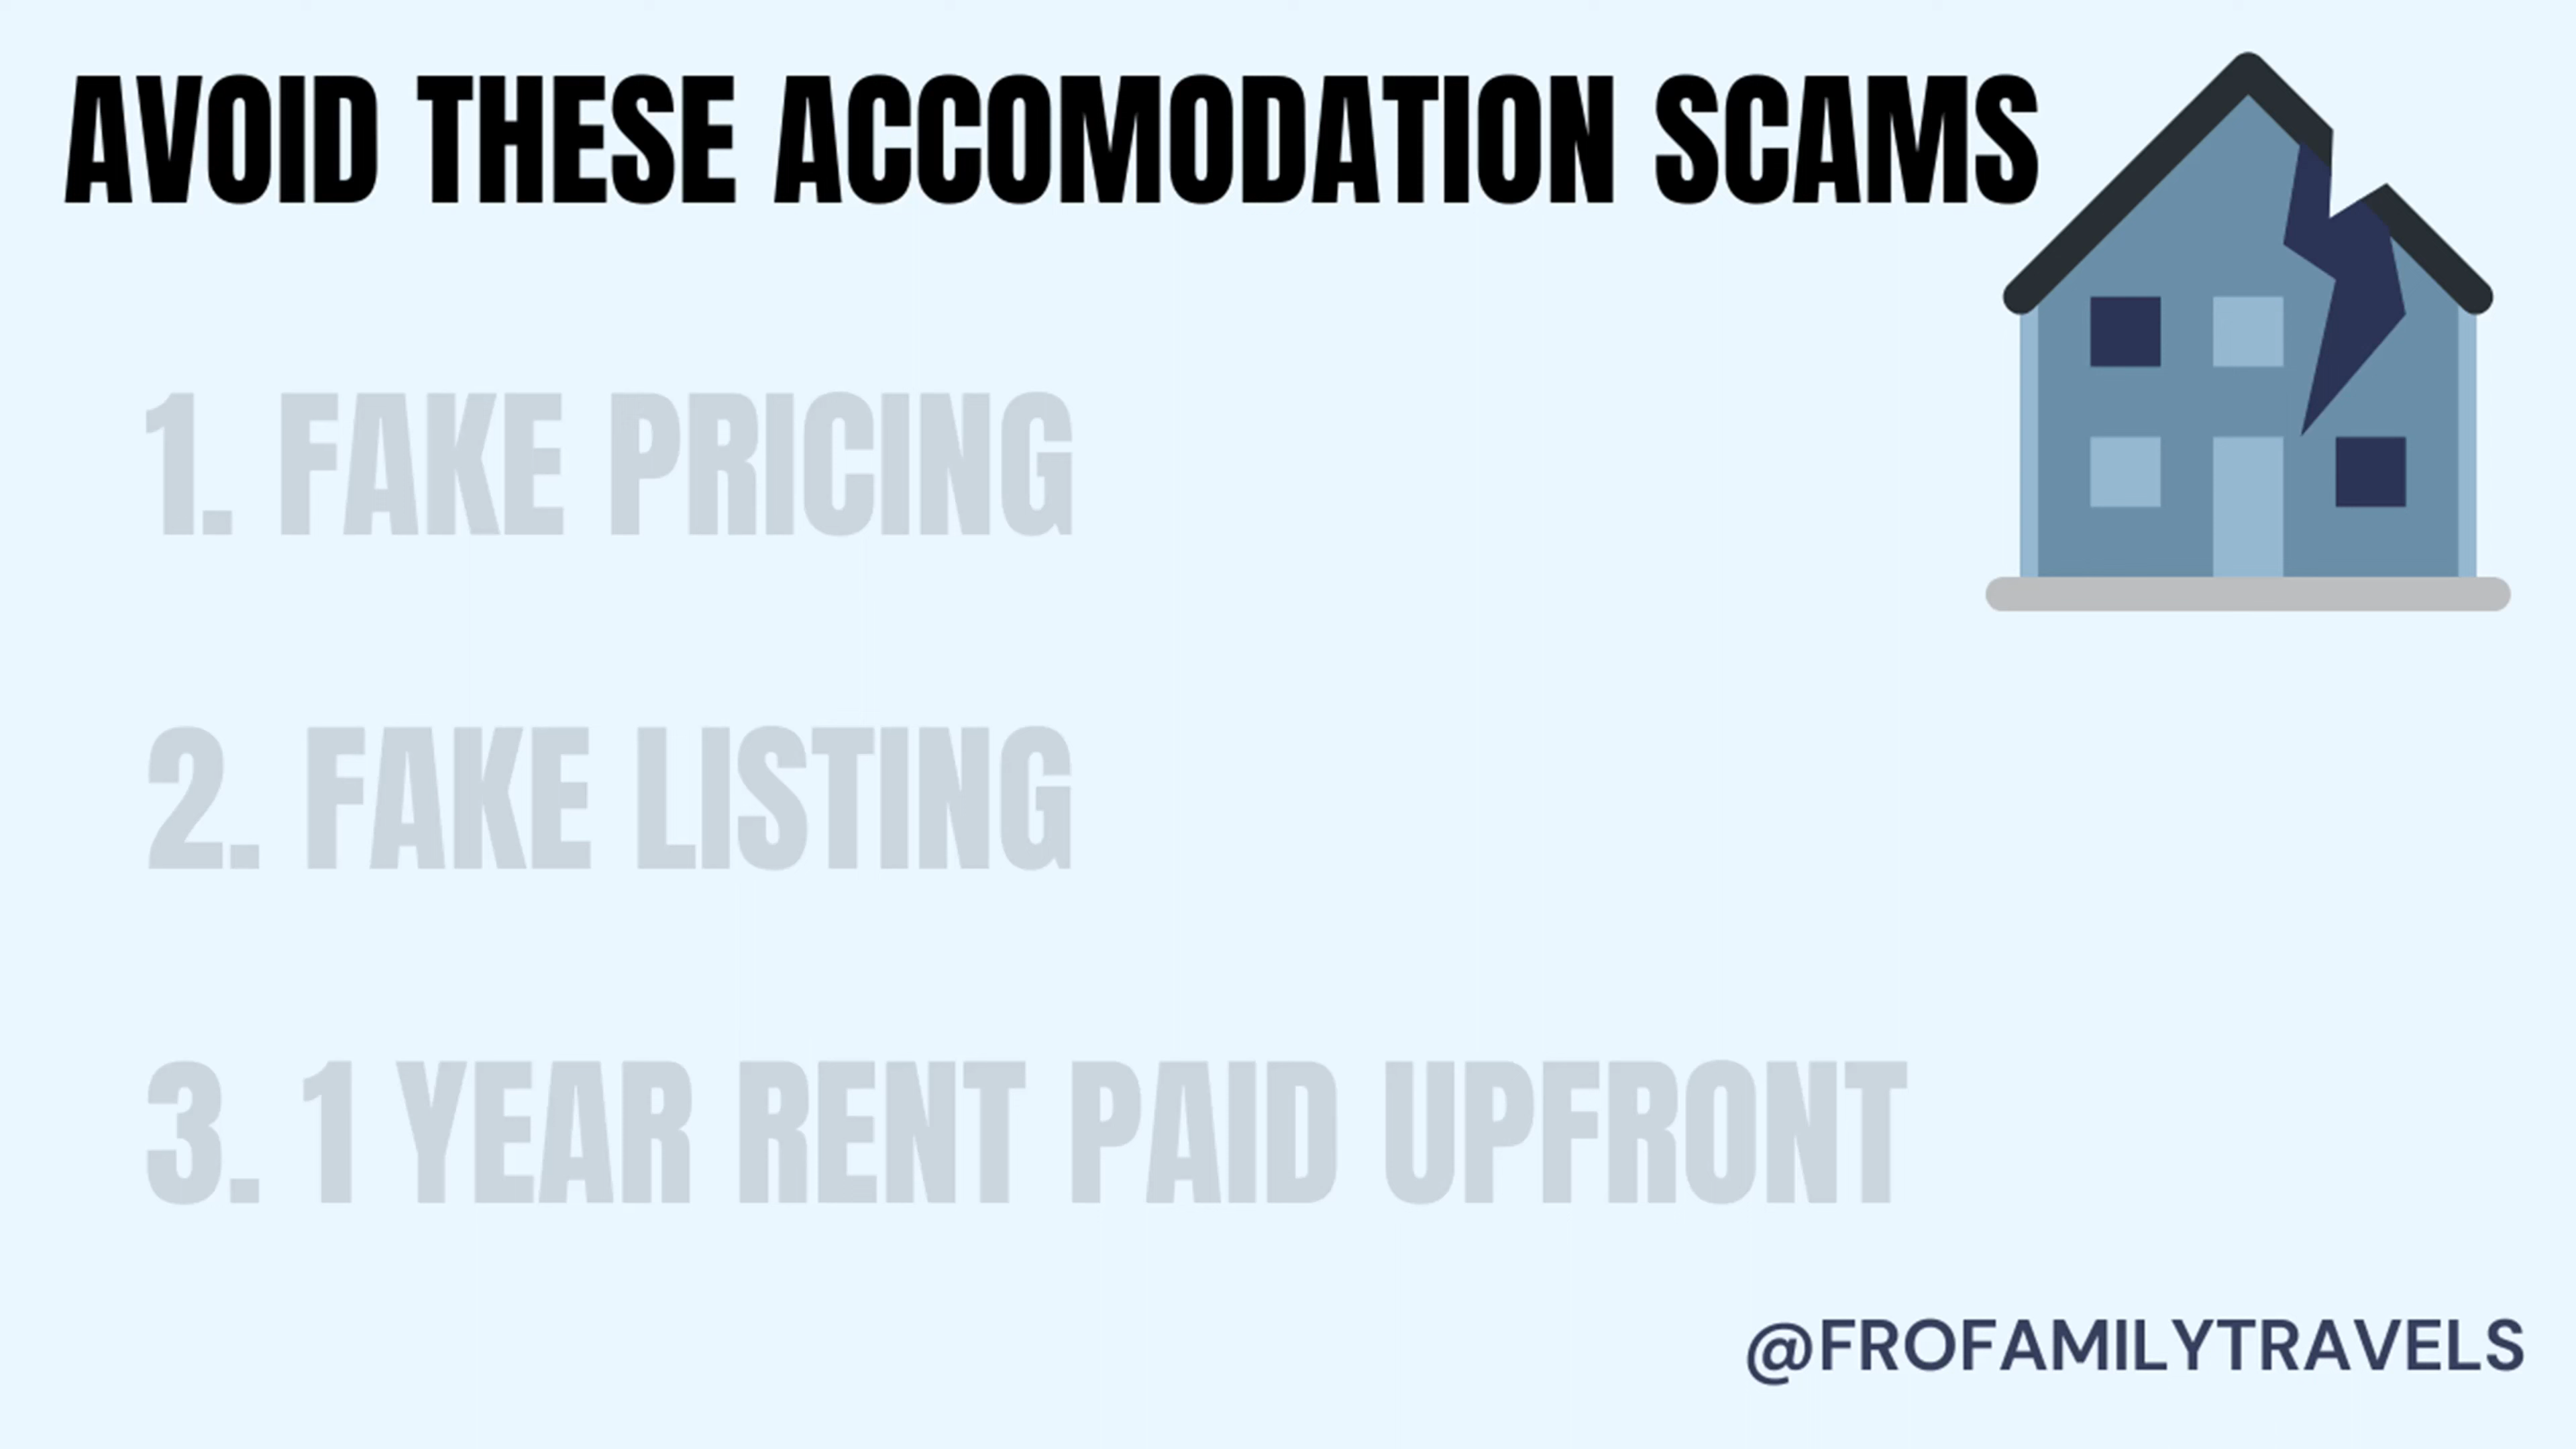 AVOID THESE ACCOMODATION SCAMS
1. FAKE PRICING
2. FAKE LISTING
3. 1 YEAR RENT PAID UPFRONT
@FROFAMILYTRAVELS